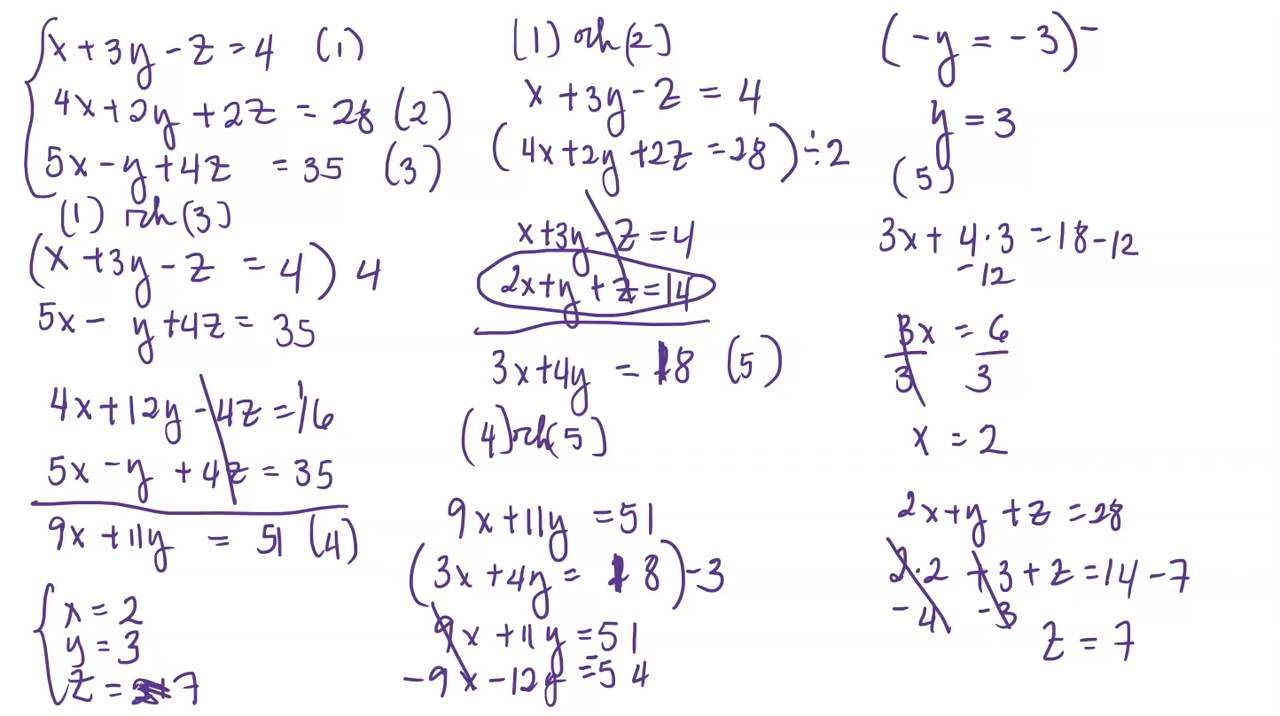 x + 3y - z = 4 (1)
4x + 2y + 2z = 28 (2)
5x - y + 4z = 35 (3)
(1) och (3)
(x + 3y - z = 4) 4
5x - y + 4z = 35
4x + 12y - 4z = 16
5x - y + 4z = 35
9x + 11y = 51 (4)
x = 2
y = 3
z = 7
(1) och (2)
x + 3y - z = 4
(4x + 2y + 2z = 28) ÷ 2
x + 3y - z = 4
2x + y + z = 14
3x + 4y = 18 (5)
(4) och (5)
9x + 11y = 51
(3x + 4y = 18) - 3
9x + 11y = 51
-9x - 12y = -54
(-y = -3) -
y = 3
(5)
3x + 4 · 3 = 18 - 12
- 12
3x = 6
3 3
x = 2
2x + y + z = 28
2 · 2 + 3 + z = 14 - 7
- 4 - 3
z = 7